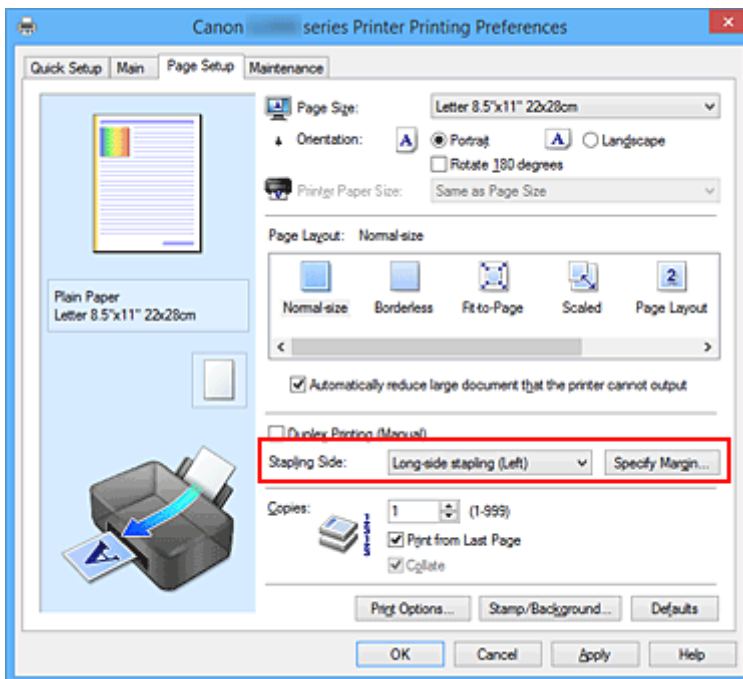 Canon series Printer Printing Preferences
Quick Setup Main Page Setup Maintenance
Page Size: Letter 8.5"x11" 22x28cm
Orientation: A Portrait A Landscape
Rotate 180 degrees
Printer Paper Size: Same as Page Size
Page Layout: Normal-size
2
Normal-size Borderless Fit-to-Page Scaled Page Layout
Plain Paper
Letter 8.5"x11" 22x28cm
Automatically reduce large document that the printer cannot output
Duplex Printing (Manual)
Stapling Side: Long-side stapling (Left) Specify Margin...
Copies: 1 (1-999)
Print from Last Page
Collate
A
Print Options... Stamp/Background... Defaults
OK Cancel Apply Help